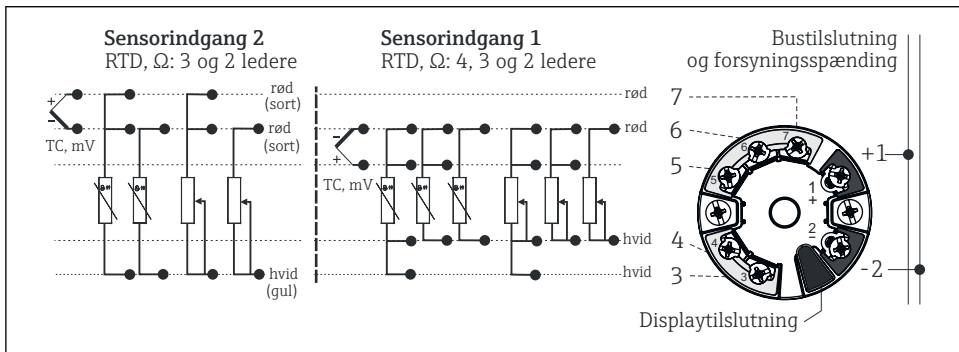 Sensorindgang 2
RTD, Ω: 3 og 2 ledere
rød
(sort)
rød
(sort)
+
-
TC, mV
hvid
(gul)
Sensorindgang 1
RTD, Ω: 4, 3 og 2 ledere
rød
rød
-
+
TC, mV
hvid
hvid
Bustilslutning
og forsyningsspænding
7
6
5
4
3
7
6
5
4
3
1
+
2
-
+1
-2
Displaytilslutning